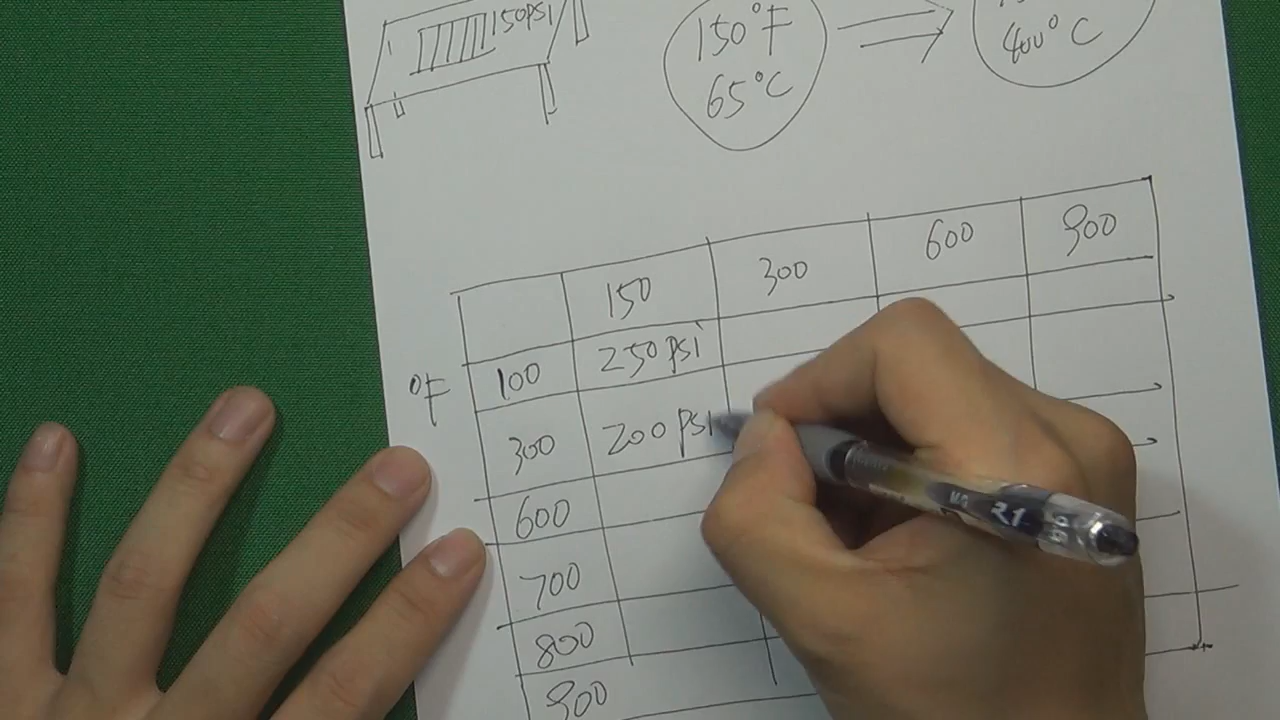 150psi
150°F
65°C
400°C
150 300 600 900
°F 100 250 psi
300 200 psi
600
700
800
900